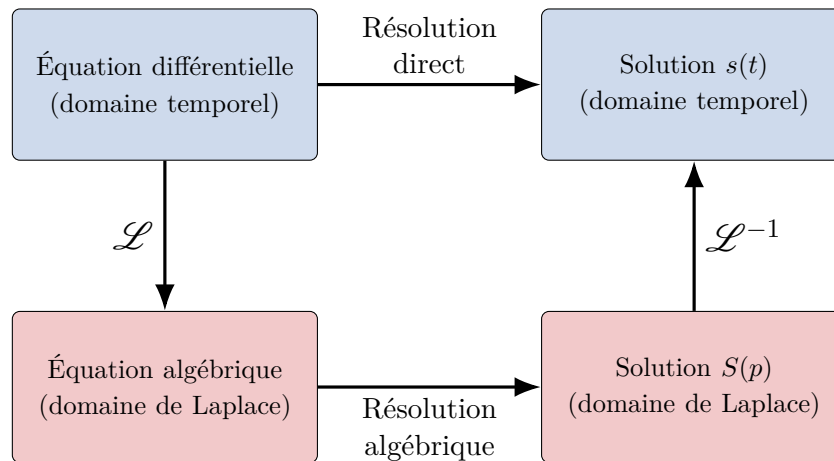 Équation différentielle
(domaine temporel)
Résolution
direct
Solution s(t)
(domaine temporel)
ℒ
ℒ⁻¹
Équation algébrique
(domaine de Laplace)
Résolution
algébrique
Solution S(p)
(domaine de Laplace)